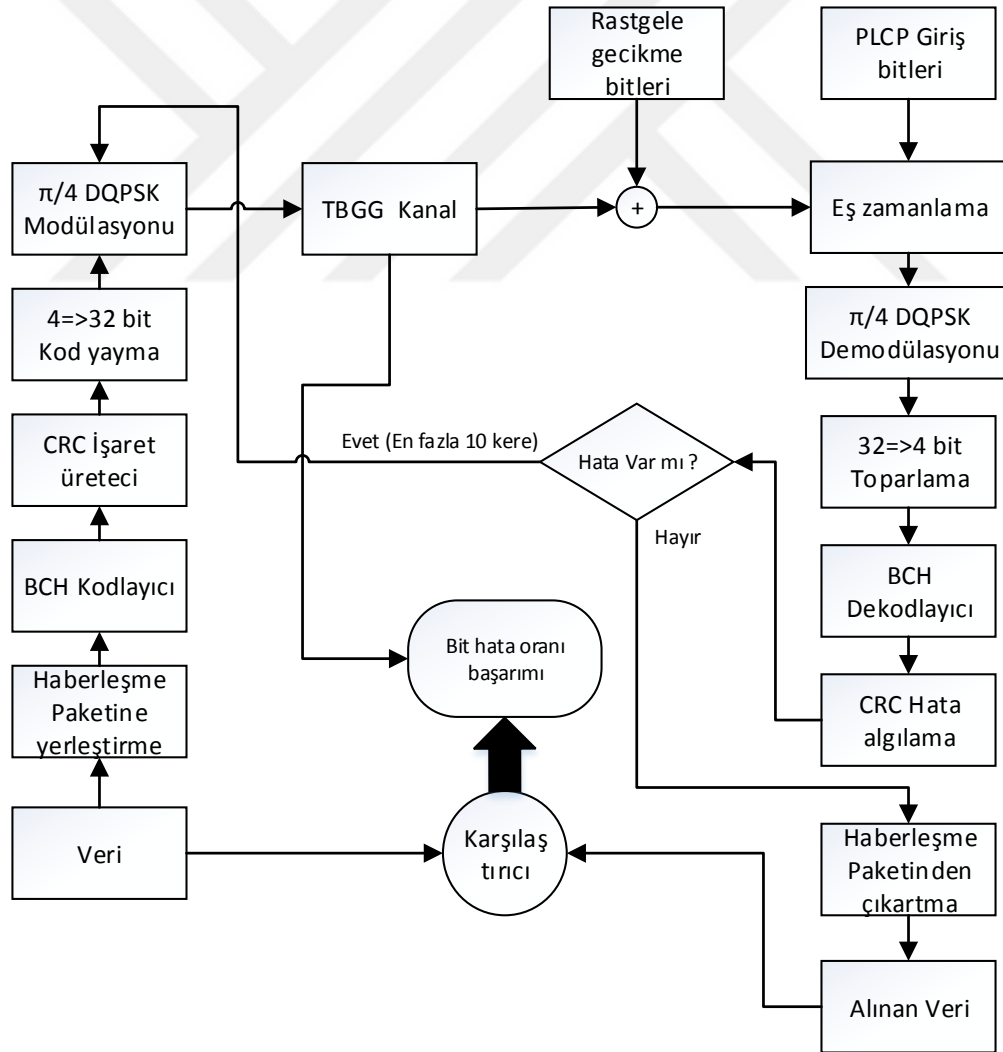 Rastgele
gecikme
bitleri
PLCP Giriş
bitleri
π/4 DQPSK
Modülasyonu
TBGG Kanal
+
Eş zamanlama
4=>32 bit
Kod yayma
π/4 DQPSK
Demodülasyonu
CRC İşaret
üreteci
Evet (En fazla 10 kere)
Hata Var mı ?
32=>4 bit
Toparlama
Hayır
BCH Kodlayıcı
BCH
Dekodlayıcı
Bit hata oranı
başarımı
Haberleşme
Paketine
yerleştirme
CRC Hata
algılama
Veri
Karşılaş
tırıcı
Haberleşme
Paketinden
çıkartma
Alınan Veri